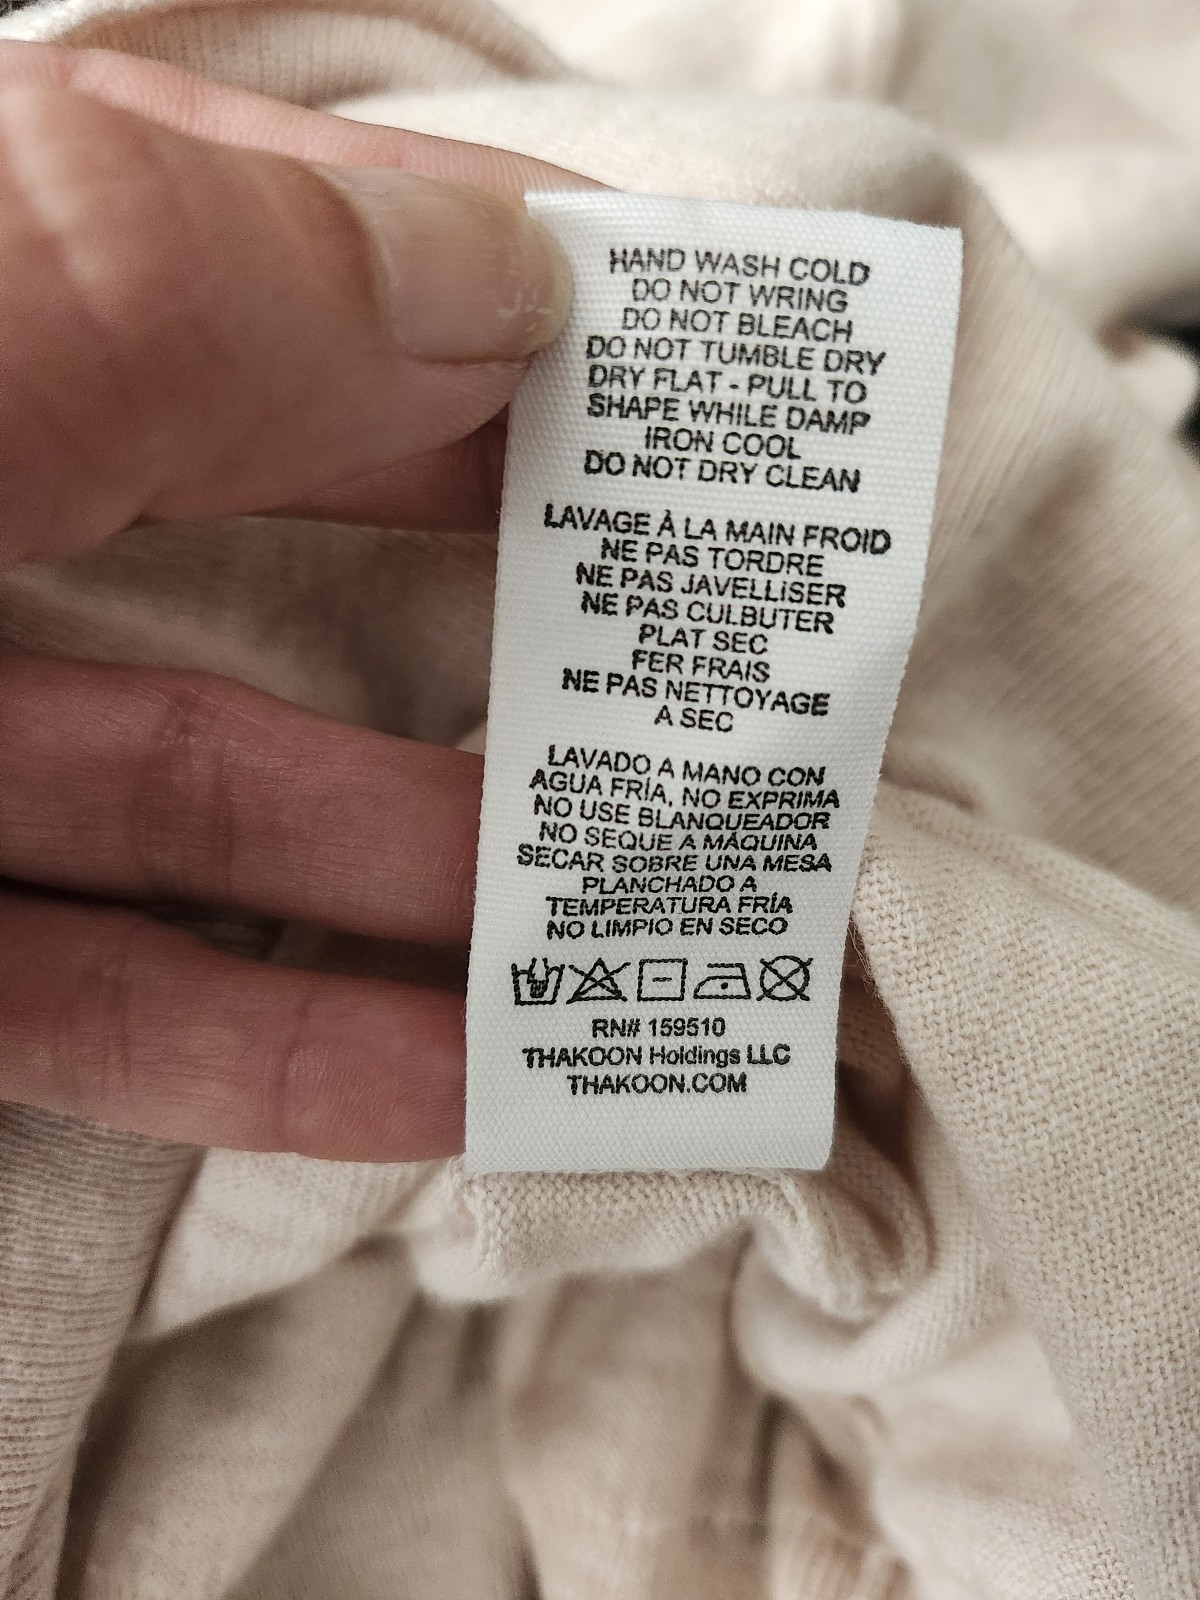 HAND WASH COLD
DO NOT WRING
DO NOT BLEACH
DO NOT TUMBLE DRY
DRY FLAT - PULL TO
SHAPE WHILE DAMP
IRON COOL
DO NOT DRY CLEAN
LAVAGE À LA MAIN FROID
NE PAS TORDRE
NE PAS JAVELLISER
NE PAS CULBUTER
PLAT SEC
FER FRAIS
NE PAS NETTOYAGE
A SEC
LAVADO A MANO CON
AGUA FRÍA, NO EXPRIMA
NO USE BLANQUEADOR
NO SEQUE A MÁQUINA
SECAR SOBRE UNA MESA
PLANCHADO A
TEMPERATURA FRÍA
NO LIMPIO EN SECO
RN# 159510
THAKOON Holdings LLC
THAKOON.COM